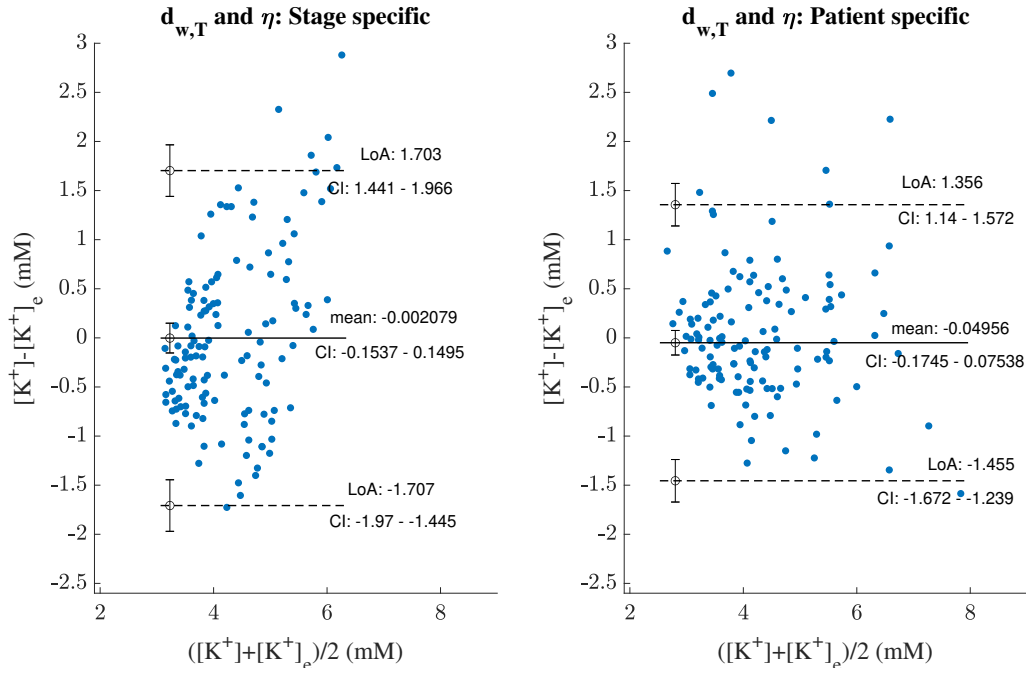 d_w,T and η: Stage specific
3
2.5
2
1.5
1
0.5
0
-0.5
-1
-1.5
-2
-2.5
[K⁺]-[K⁺]_e (mM)
LoA: 1.703
CI: 1.441 - 1.966
mean: -0.002079
CI: -0.1537 - 0.1495
LoA: -1.707
CI: -1.97 - -1.445
2 4 6 8
([K⁺]+[K⁺]_e)/2 (mM)
d_w,T and η: Patient specific
3
2.5
2
1.5
1
0.5
0
-0.5
-1
-1.5
-2
-2.5
[K⁺]-[K⁺]_e (mM)
LoA: 1.356
CI: 1.14 - 1.572
mean: -0.04956
CI: -0.1745 - 0.07538
LoA: -1.455
CI: -1.672 - -1.239
2 4 6 8
([K⁺]+[K⁺]_e)/2 (mM)